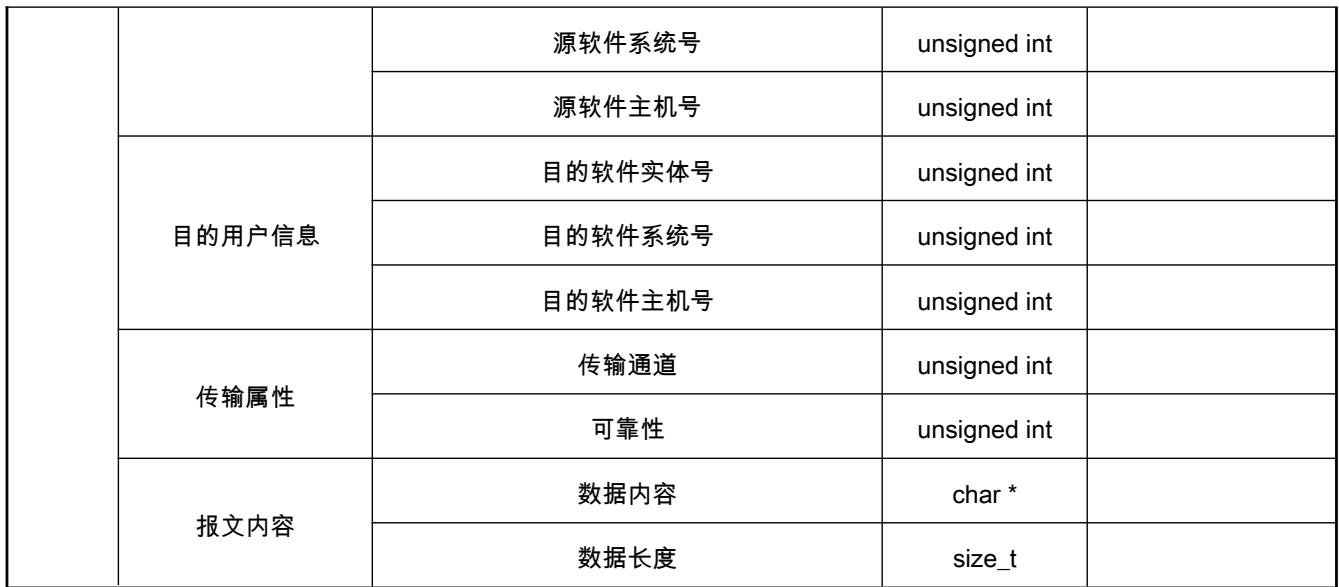 源软件系统号 unsigned int
源软件主机号 unsigned int
目的用户信息 目的软件实体号 unsigned int
目的软件系统号 unsigned int
目的软件主机号 unsigned int
传输属性 传输通道 unsigned int
可靠性 unsigned int
报文内容 数据内容 char *
数据长度 size_t